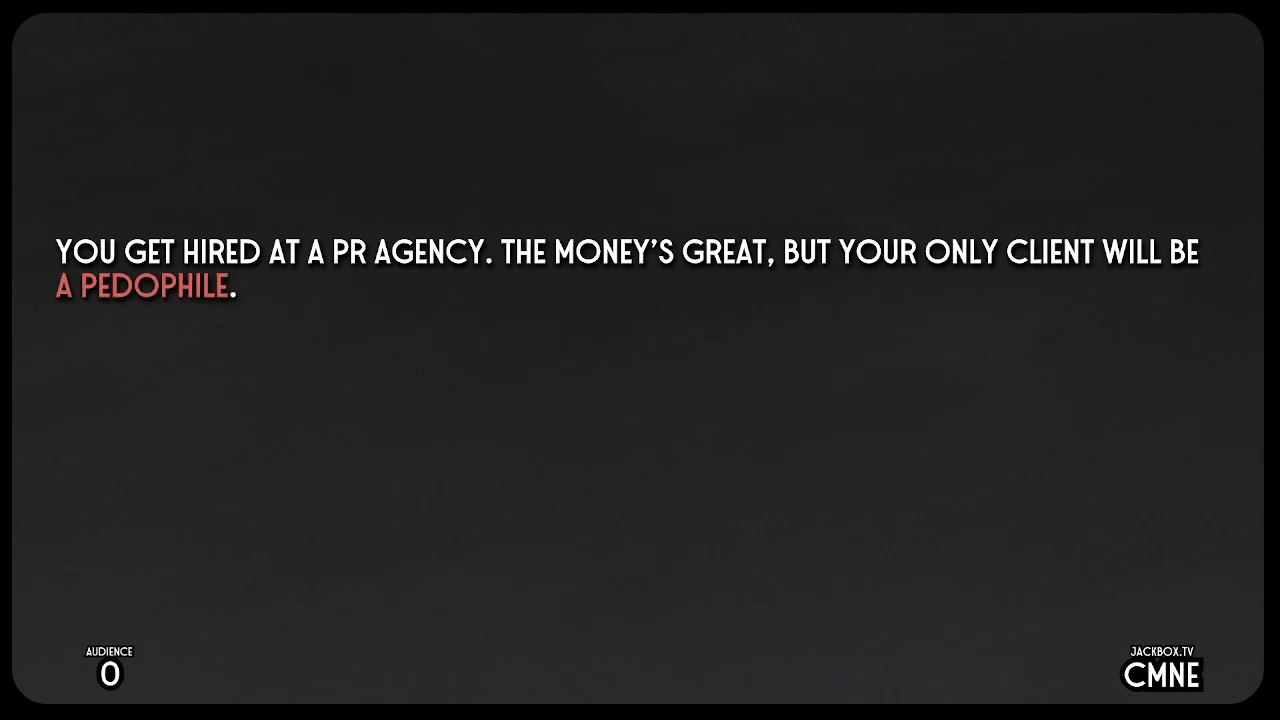 YOU GET HIRED AT A PR AGENCY. THE MONEY'S GREAT, BUT YOUR ONLY CLIENT WILL BE
A PEDOPHILE.
AUDIENCE
0
JACKBOX.TV
CMNE